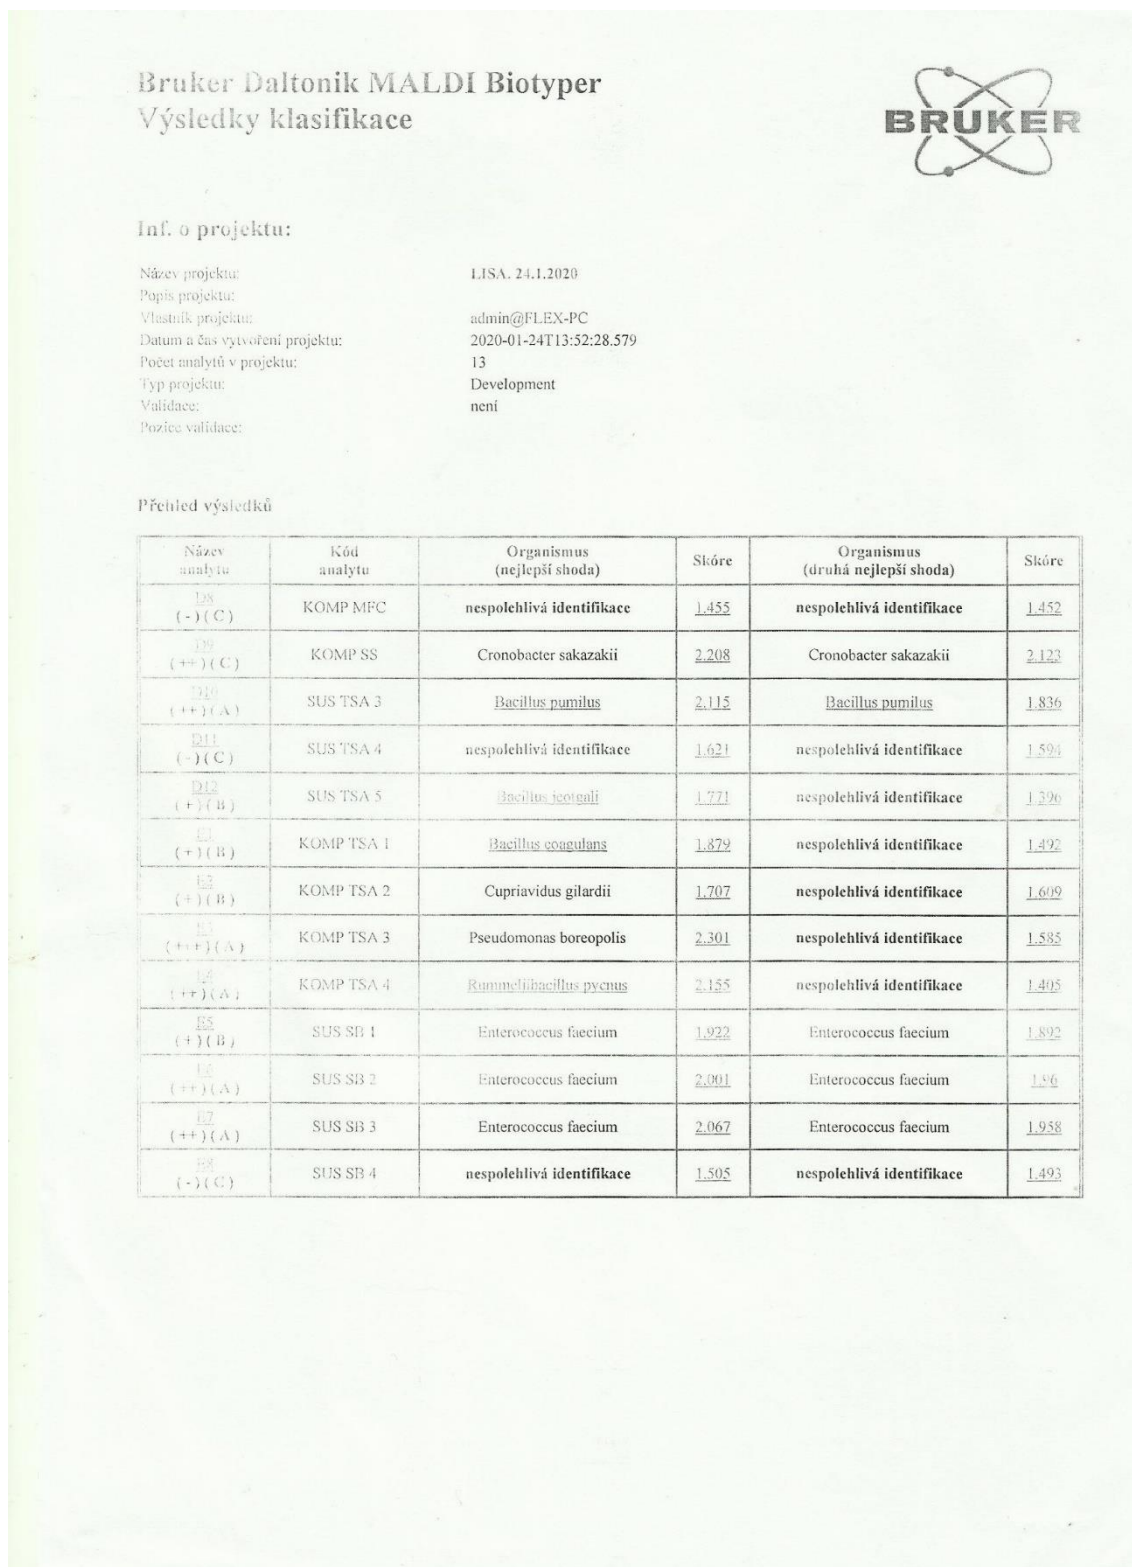 Bruker Daltonik MALDI Biotyper
Výsledky klasifikace
BRUKER
Inf. o projektu:
Název projektu: LISA. 24.1.2020
Popis projektu:
Vlastník projektu: admin@FLEX-PC
Datum a čas vytvoření projektu: 2020-01-24T13:52:28.579
Počet analytů v projektu: 13
Typ projektu: Development
Validace: není
Pozice validace:
Přehled výsledků
Název Kód Organismus Skóre Organismus Skóre
analytu analytu (nejlepší shoda) (druhá nejlepší shoda)
D8 KOMP MFC nespolehlivá identifikace 1.455 nespolehlivá identifikace 1.452
(-)(C)
D9 KOMP SS Cronobacter sakazakii 2.208 Cronobacter sakazakii 2.123
(++)(C)
D10 SUS TSA 3 Bacillus pumilus 2.115 Bacillus pumilus 1.836
(++)(A)
D11 SUS TSA 4 nespolehlivá identifikace 1.621 nespolehlivá identifikace 1.594
(-)(C)
D12 SUS TSA 5 Bacillus 1.771 nespolehlivá identifikace 1.396
(+)(B)
E1 KOMP TSA 1 Bacillus coagulans 1.879 nespolehlivá identifikace 1.492
(+)(B)
E2 KOMP TSA 2 Cupriavidus gilardii 1.707 nespolehlivá identifikace 1.609
(+)(B)
E3 KOMP TSA 3 Pseudomonas boreopolis 2.301 nespolehlivá identifikace 1.585
(++)(A)
E4 KOMP TSA 4 Rummeliibacillus pycnus 2.155 nespolehlivá identifikace 1.405
(++)(A)
E5 SUS SB 1 Enterococcus faecium 1.922 Enterococcus faecium 1.892
(+)(B)
E6 SUS SB 2 Enterococcus faecium 2.001 Enterococcus faecium 1.96
(++)(A)
E7 SUS SB 3 Enterococcus faecium 2.067 Enterococcus faecium 1.958
(++)(A)
E8 SUS SB 4 nespolehlivá identifikace 1.505 nespolehlivá identifikace 1.493
(-)(C)